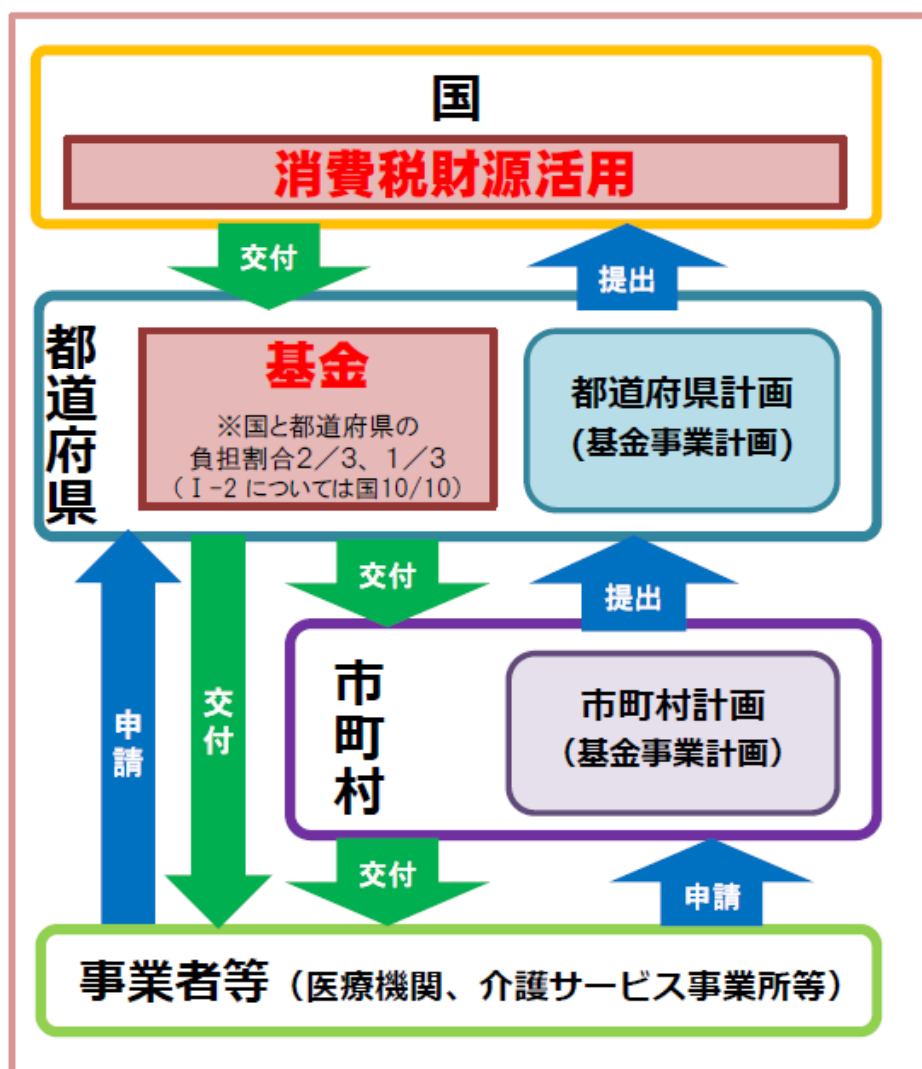 国
消費税財源活用
交付
提出
都道府県
基金
※国と都道府県の
負担割合2/3、1/3
(Ⅰ-2 については国10/10)
都道府県計画
(基金事業計画)
交付
提出
申請
交付
市町村
市町村計画
(基金事業計画)
交付
申請
事業者等(医療機関、介護サービス事業所等)